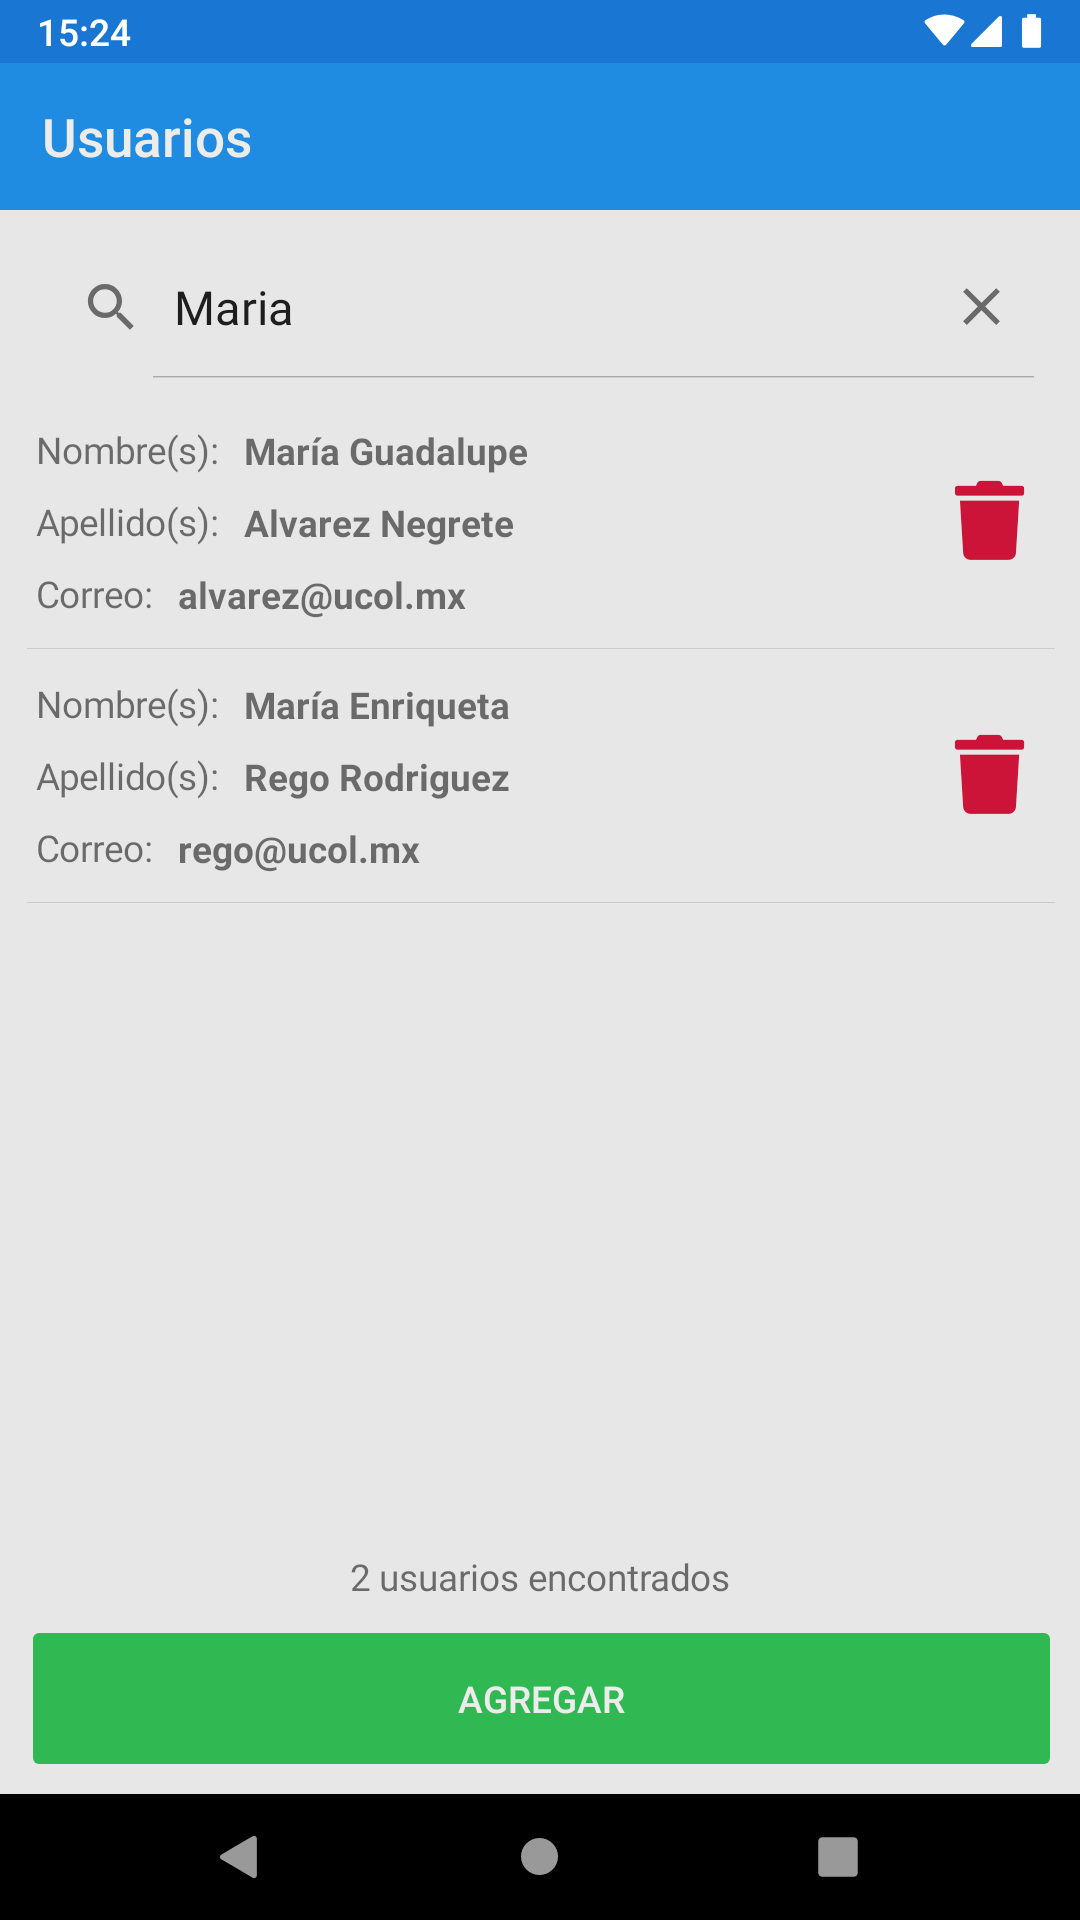 15:24
Usuarios
Maria
Nombre(s): María Guadalupe
Apellido(s): Alvarez Negrete
Correo: alvarez@ucol.mx
Nombre(s): María Enriqueta
Apellido(s): Rego Rodriguez
Correo: rego@ucol.mx
2 usuarios encontrados
AGREGAR